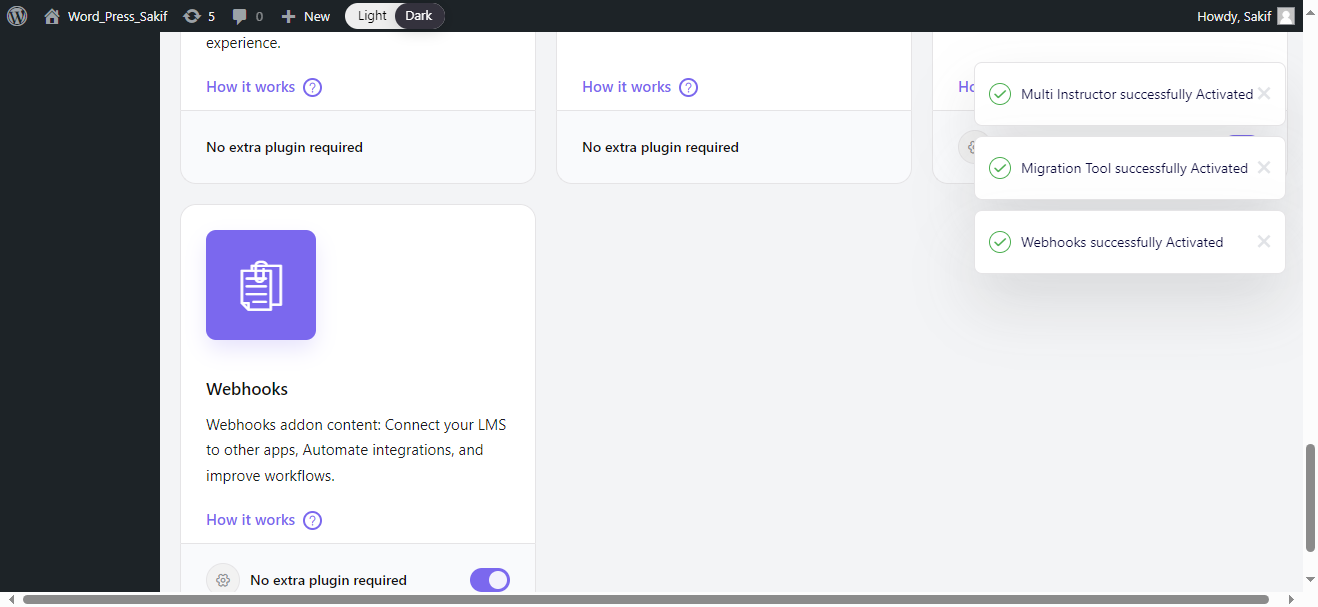 Word_Press_Sakif 5 0 New Light Dark Howdy, Sakif
experience.
How it works ?
How it works ?
Ho
No extra plugin required
No extra plugin required
Multi Instructor successfully Activated
Migration Tool successfully Activated
Webhooks successfully Activated
Webhooks
Webhooks addon content: Connect your LMS
to other apps, Automate integrations, and
improve workflows.
How it works ?
No extra plugin required